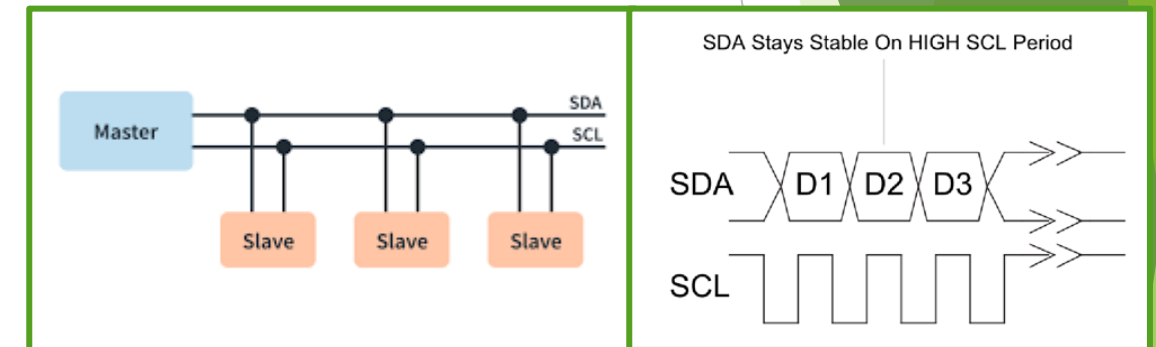 SDA
SCL
Master
Slave
Slave
Slave
SDA Stays Stable On HIGH SCL Period
SDA D1 D2 D3
SCL